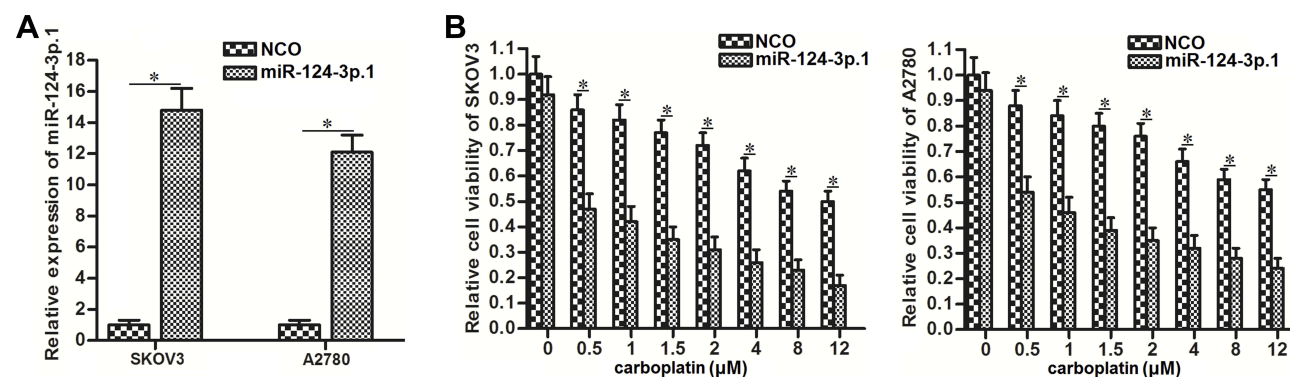 A
Relative expression of miR-124-3p.1
18
16
14
12
10
8
6
4
2
0
NCO
miR-124-3p.1
*
*
SKOV3 A2780
B
Relative cell viability of SKOV3
1.1
1.0
0.9
0.8
0.7
0.6
0.5
0.4
0.3
0.2
0.1
0.0
NCO
miR-124-3p.1
* * * * * * *
0 0.5 1 1.5 2 4 8 12
carboplatin (µM)
Relative cell viability of A2780
1.1
1.0
0.9
0.8
0.7
0.6
0.5
0.4
0.3
0.2
0.1
0.0
NCO
miR-124-3p.1
* * * * * * *
0 0.5 1 1.5 2 4 8 12
carboplatin (µM)